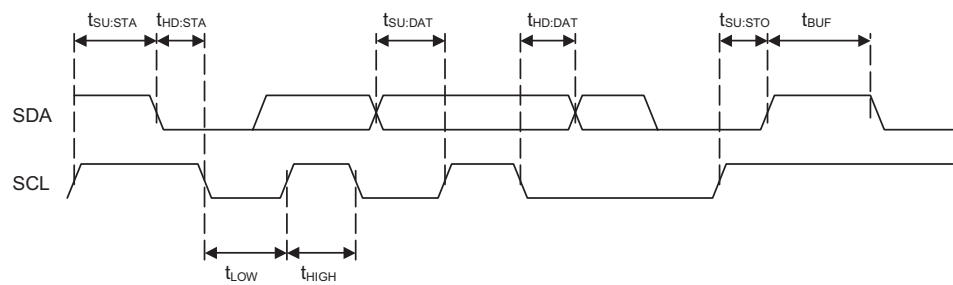 tSU:STA tHD:STA tSU:DAT tHD:DAT tSU:STO tBUF
SDA
SCL
tLOW tHIGH